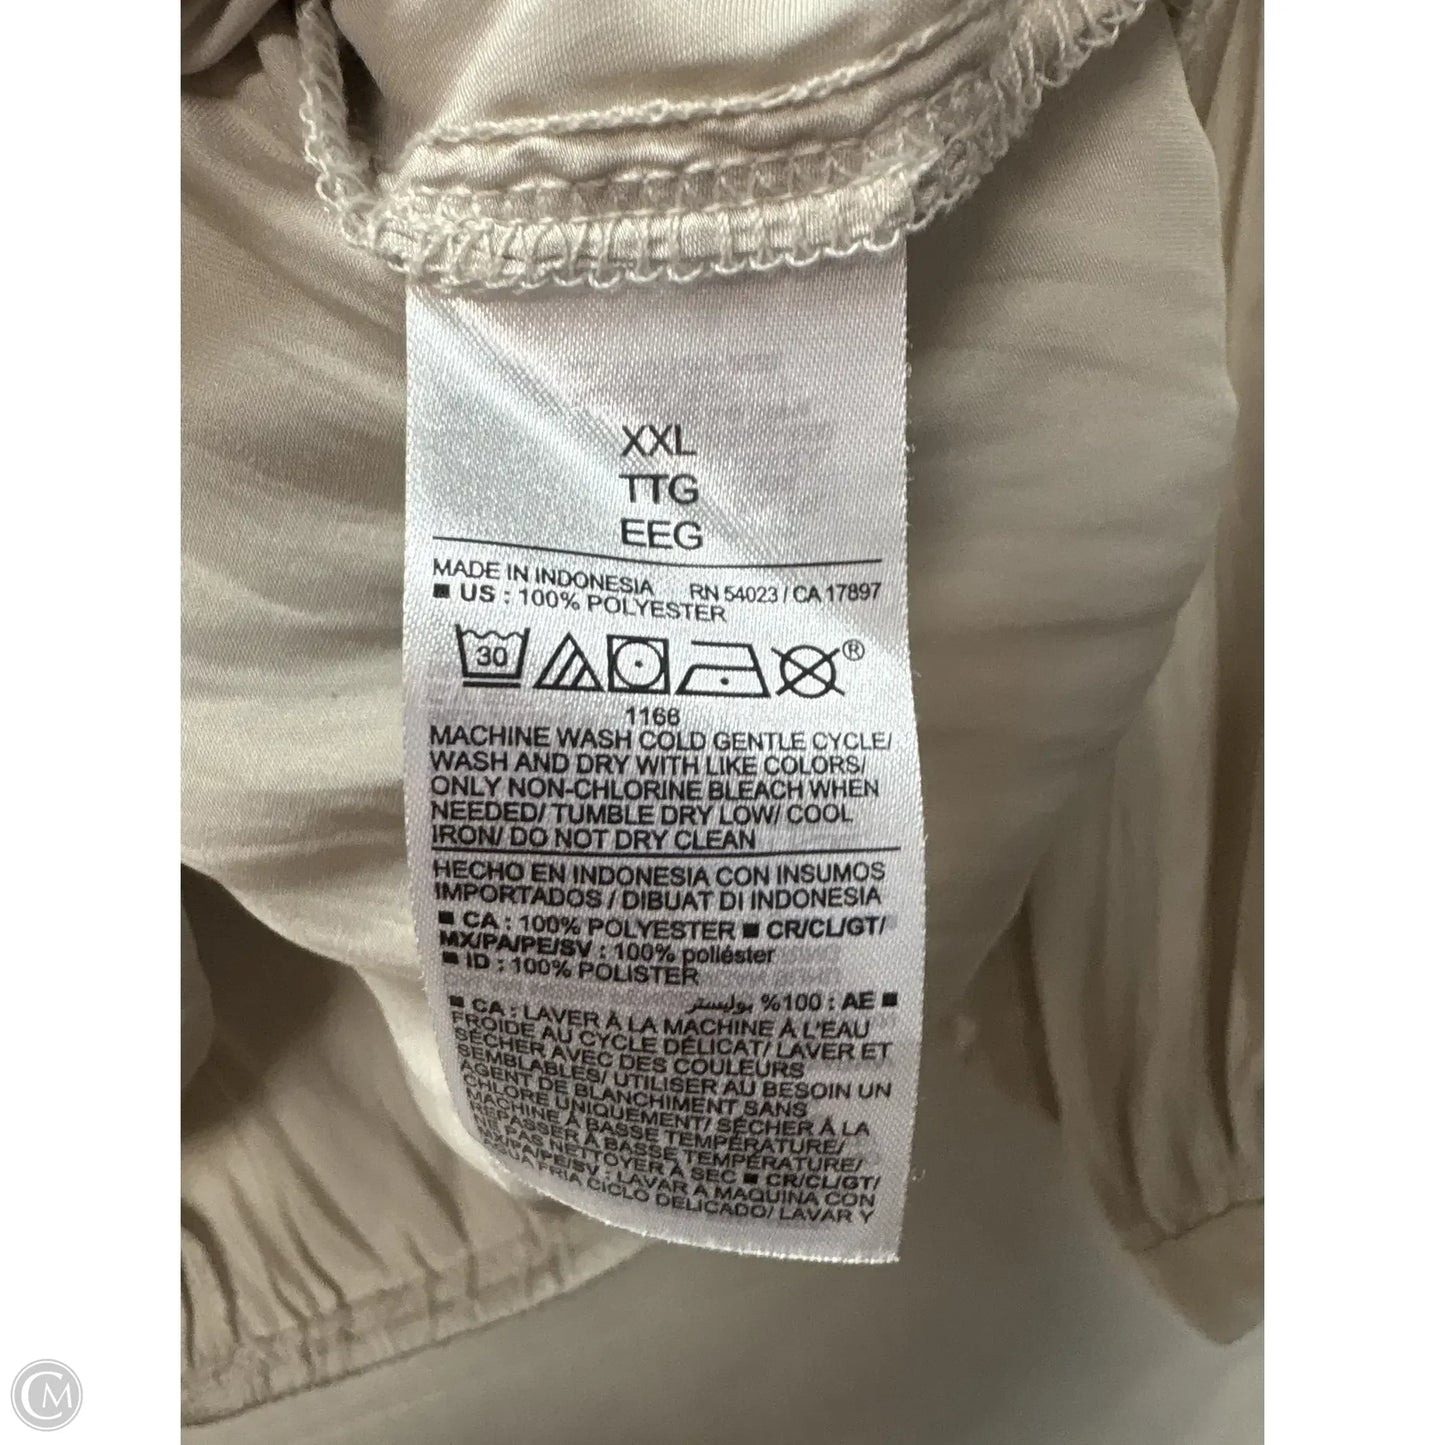 XXL
TTG
EEG
MADE IN INDONESIA RN 54023 / CA 17897
■ US : 100% POLYESTER
30 ®
1166
MACHINE WASH COLD GENTLE CYCLE/
WASH AND DRY WITH LIKE COLORS/
ONLY NON-CHLORINE BLEACH WHEN
NEEDED/ TUMBLE DRY LOW/ COOL
IRON/ DO NOT DRY CLEAN
HECHO EN INDONESIA CON INSUMOS
IMPORTADOS / DIBUAT DI INDONESIA
■ CA : 100% POLYESTER ■ CR/CL/GT/
MX/PA/PE/SV : 100% poliéster
■ ID : 100% POLISTER
■ AE : 100% بوليستر
■ CA : LAVER À LA MACHINE À L'EAU
FROIDE AU CYCLE DÉLICAT/ LAVER ET
SÉCHER AVEC DES COULEURS
SEMBLABLES/ UTILISER AU BESOIN UN
AGENT DE BLANCHIMENT SANS
CHLORE UNIQUEMENT/ SÉCHER À LA
MACHINE À BASSE TEMPÉRATURE/
REPASSER À BASSE TEMPÉRATURE/
NE PAS NETTOYER À SEC ■ CR/CL/GT/
MX/PA/PE/SV : LAVAR A MAQUINA CON
AGUA FRIA CICLO DELICADO/ LAVAR Y
CM